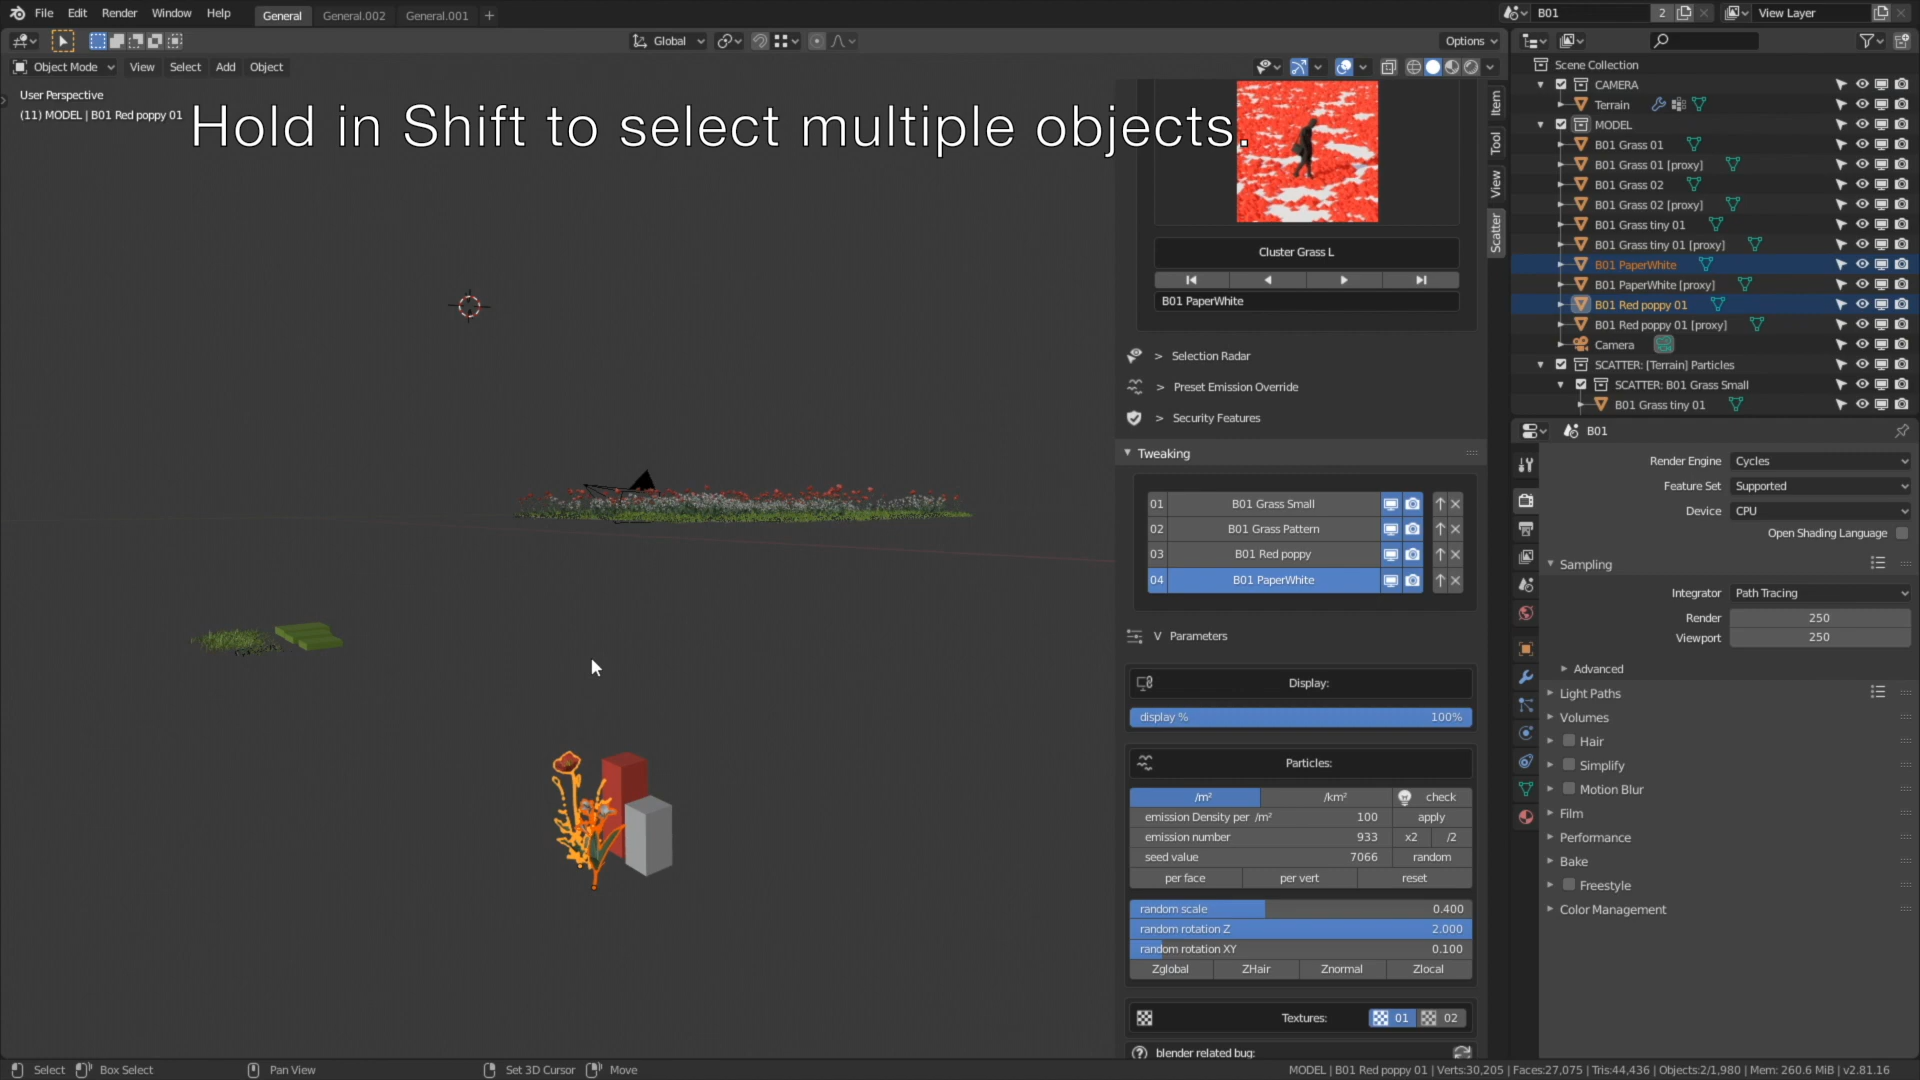 File Edit Render Window Help General General.002 General.001 + B01 2 View Layer
Global Options
Object Mode View Select Add Object
Scene Collection
User Perspective
(11) MODEL | B01 Red poppy 01
Hold in Shift to select multiple objects.
Item
Tool
View
Scatter
Cluster Grass L
B01 PaperWhite
> Selection Radar
> Preset Emission Override
> Security Features
Tweaking
01 B01 Grass Small
02 B01 Grass Pattern
03 B01 Red poppy
04 B01 PaperWhite
V Parameters
Display:
display % 100%
Particles:
/m² /km² check
emission Density per /m² 100 apply
emission number 933 x2 /2
seed value 7066 random
per face per vert reset
random scale 0.400
random rotation Z 2.000
random rotation XY 0.100
Zglobal ZHair Znormal Zlocal
Textures: 01 02
blender related bug:
CAMERA
Terrain
MODEL
B01 Grass 01
B01 Grass 01 [proxy]
B01 Grass 02
B01 Grass 02 [proxy]
B01 Grass tiny 01
B01 Grass tiny 01 [proxy]
B01 PaperWhite
B01 PaperWhite [proxy]
B01 Red poppy 01
B01 Red poppy 01 [proxy]
Camera
SCATTER: [Terrain] Particles
SCATTER: B01 Grass Small
B01 Grass tiny 01
B01
Render Engine Cycles
Feature Set Supported
Device CPU
Open Shading Language
Sampling
Integrator Path Tracing
Render 250
Viewport 250
Advanced
Light Paths
Volumes
Hair
Simplify
Motion Blur
Film
Performance
Bake
Freestyle
Color Management
Select Box Select Pan View Set 3D Cursor Move MODEL | B01 Red poppy 01 | Verts:30,205 | Faces:27,075 | Tris:44,436 | Objects:2/1,980 | Mem: 260.6 MiB | v2.81.16